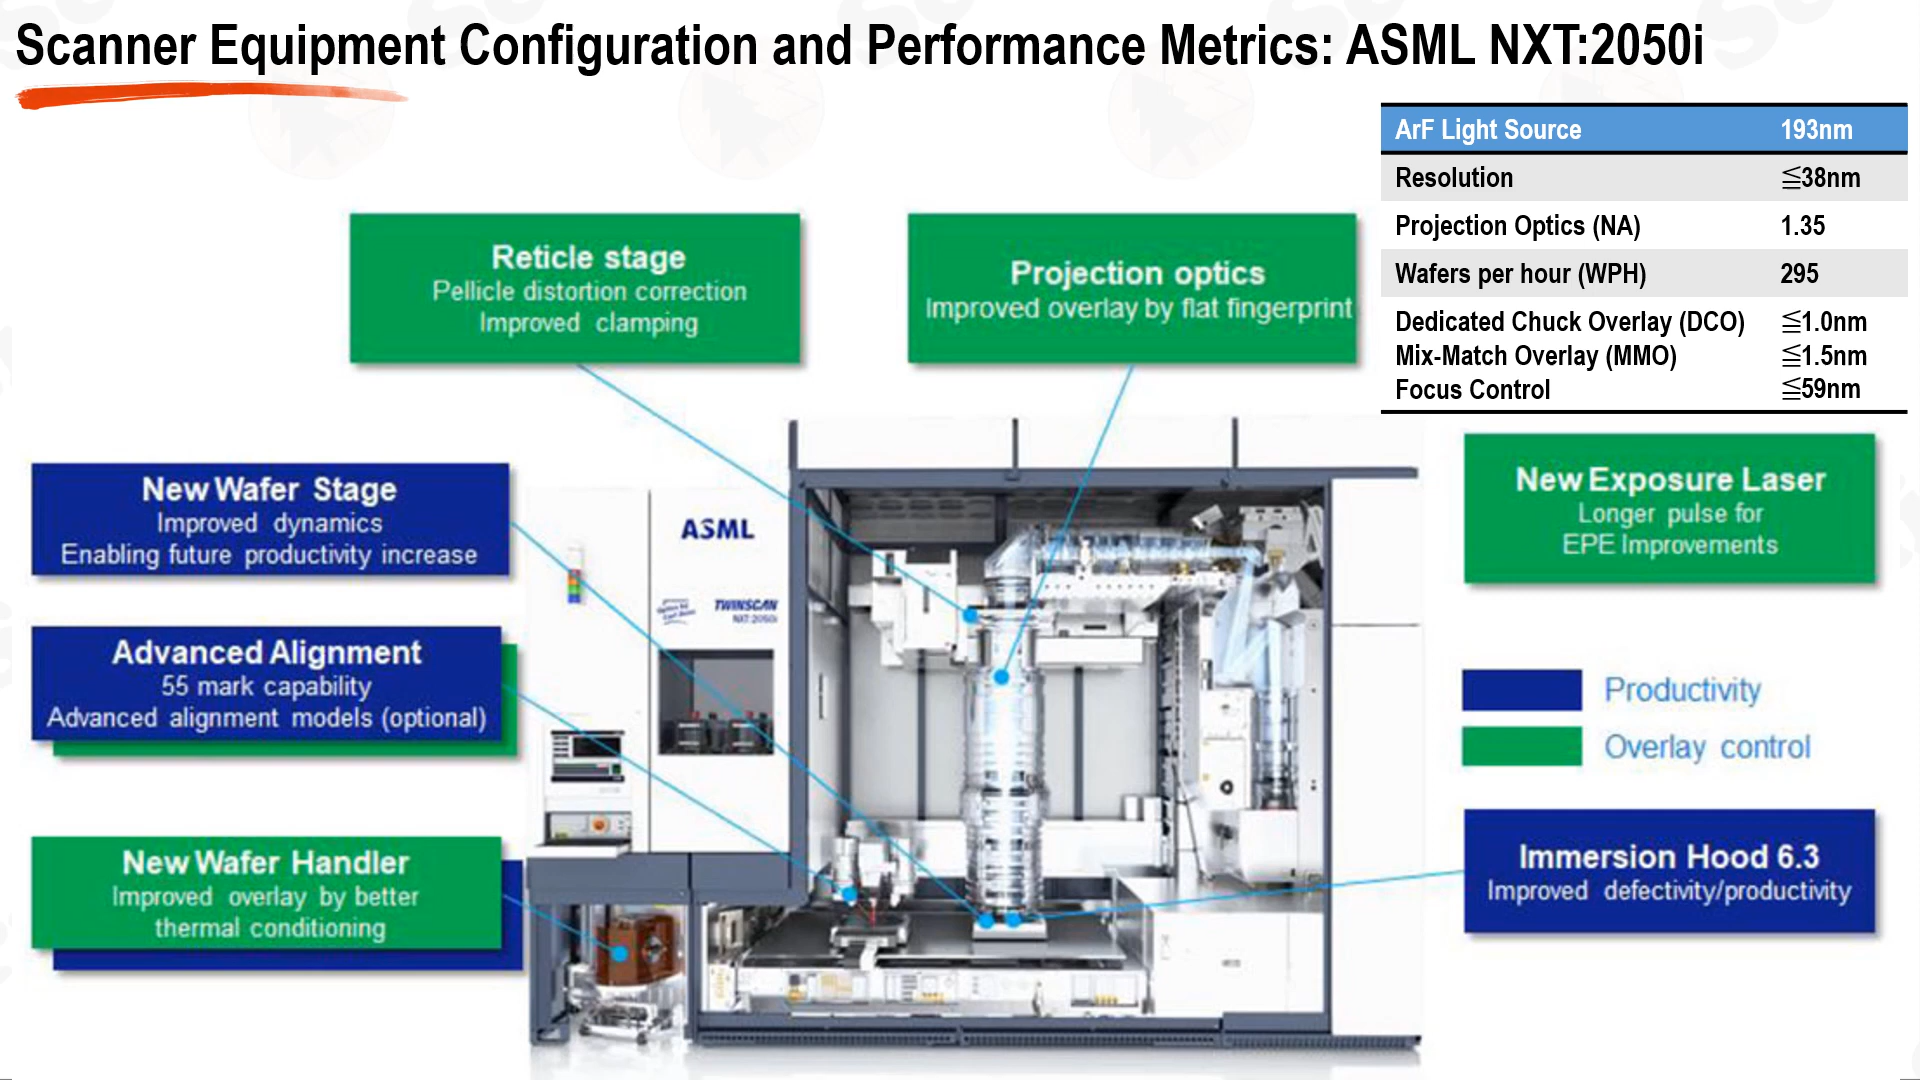 Scanner Equipment Configuration and Performance Metrics: ASML NXT:2050i
ArF Light Source 193nm
Resolution ≦38nm
Projection Optics (NA) 1.35
Wafers per hour (WPH) 295
Dedicated Chuck Overlay (DCO) ≦1.0nm
Mix-Match Overlay (MMO) ≦1.5nm
Focus Control ≦59nm
Reticle stage
Pellicle distortion correction
Improved clamping
Projection optics
Improved overlay by flat fingerprint
New Wafer Stage
Improved dynamics
Enabling future productivity increase
New Exposure Laser
Longer pulse for
EPE Improvements
ASML
TWINSCAN
NXT:2050i
Advanced Alignment
55 mark capability
Advanced alignment models (optional)
Productivity
Overlay control
New Wafer Handler
Improved overlay by better
thermal conditioning
Immersion Hood 6.3
Improved defectivity/productivity